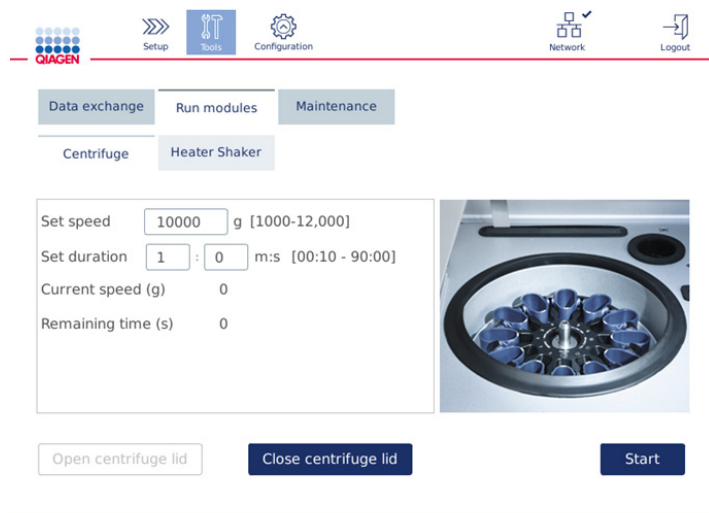 QIAGEN
Setup
Tools
Configuration
Network
Logout
Data exchange
Run modules
Maintenance
Centrifuge
Heater Shaker
Set speed 10000 g [1000-12,000]
Set duration 1 : 0 m:s [00:10 - 90:00]
Current speed (g) 0
Remaining time (s) 0
Open centrifuge lid
Close centrifuge lid
Start